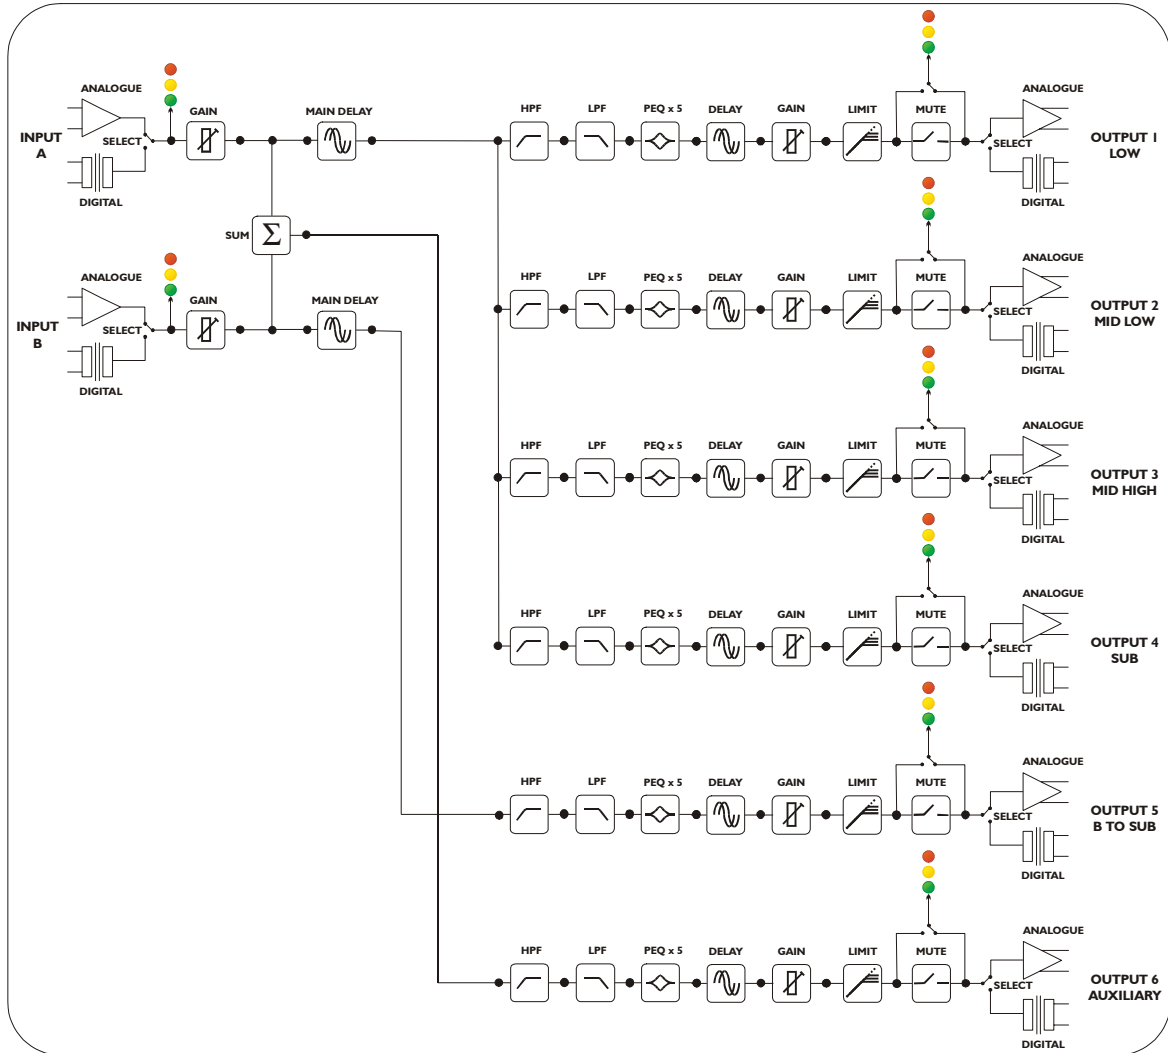 ANALOGUE
INPUT
A
SELECT
DIGITAL
GAIN
MAIN DELAY
HPF
LPF
PEQ x 5
DELAY
GAIN
LIMIT
MUTE
ANALOGUE
SELECT
DIGITAL
OUTPUT 1
LOW
SUM
Σ
ANALOGUE
INPUT
B
SELECT
DIGITAL
GAIN
MAIN DELAY
HPF
LPF
PEQ x 5
DELAY
GAIN
LIMIT
MUTE
ANALOGUE
SELECT
DIGITAL
OUTPUT 2
MID LOW
HPF
LPF
PEQ x 5
DELAY
GAIN
LIMIT
MUTE
ANALOGUE
SELECT
DIGITAL
OUTPUT 3
MID HIGH
HPF
LPF
PEQ x 5
DELAY
GAIN
LIMIT
MUTE
ANALOGUE
SELECT
DIGITAL
OUTPUT 4
SUB
HPF
LPF
PEQ x 5
DELAY
GAIN
LIMIT
MUTE
ANALOGUE
SELECT
DIGITAL
OUTPUT 5
B TO SUB
HPF
LPF
PEQ x 5
DELAY
GAIN
LIMIT
MUTE
ANALOGUE
SELECT
DIGITAL
OUTPUT 6
AUXILIARY